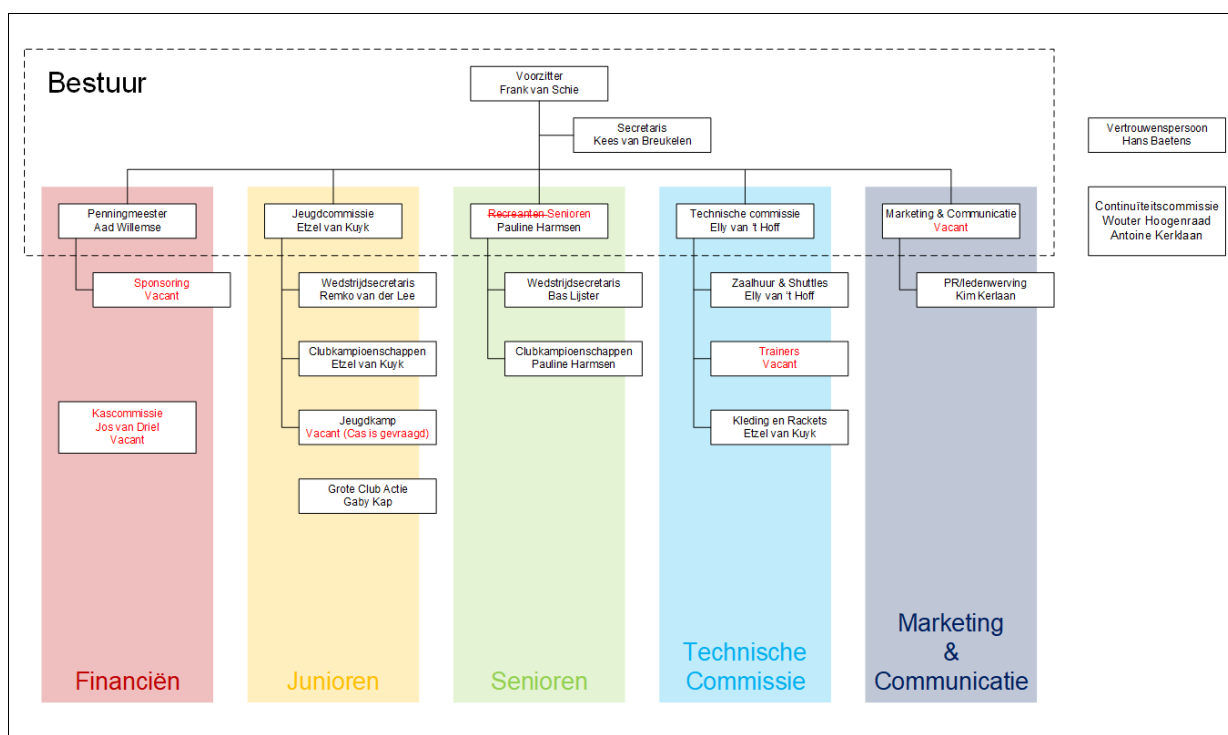 Bestuur
Voorzitter
Frank van Schie
Secretaris
Kees van Breukelen
Vertrouwenspersoon
Hans Baetens
Penningmeester
Aad Willemse
Jeugdcommissie
Etzel van Kuyk
Recreanten Senioren
Pauline Harmsen
Technische commissie
Elly van 't Hoff
Marketing & Communicatie
Vacant
Continuïteitscommissie
Wouter Hoogenraad
Antoine Kerklaan
Sponsoring
Vacant
Wedstrijdsecretaris
Remko van der Lee
Wedstrijdsecretaris
Bas Lijster
Zaalhuur & Shuttles
Elly van 't Hoff
PR/ledenwerving
Kim Kerlaan
Clubkampioenschappen
Etzel van Kuyk
Clubkampioenschappen
Pauline Harmsen
Trainers
Vacant
Kascommissie
Jos van Driel
Vacant
Jeugdkamp
Vacant (Cas is gevraagd)
Kleding en Rackets
Etzel van Kuyk
Grote Club Actie
Gaby Kap
Financiën
Junioren
Senioren
Technische
Commissie
Marketing
&
Communicatie